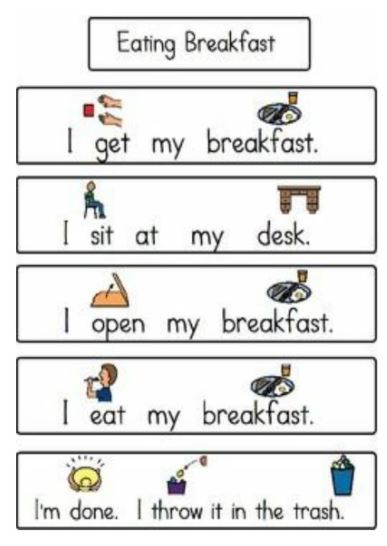 Eating Breakfast
I get my breakfast.
I sit at my desk.
I open my breakfast.
I eat my breakfast.
I'm done. I throw it in the trash.